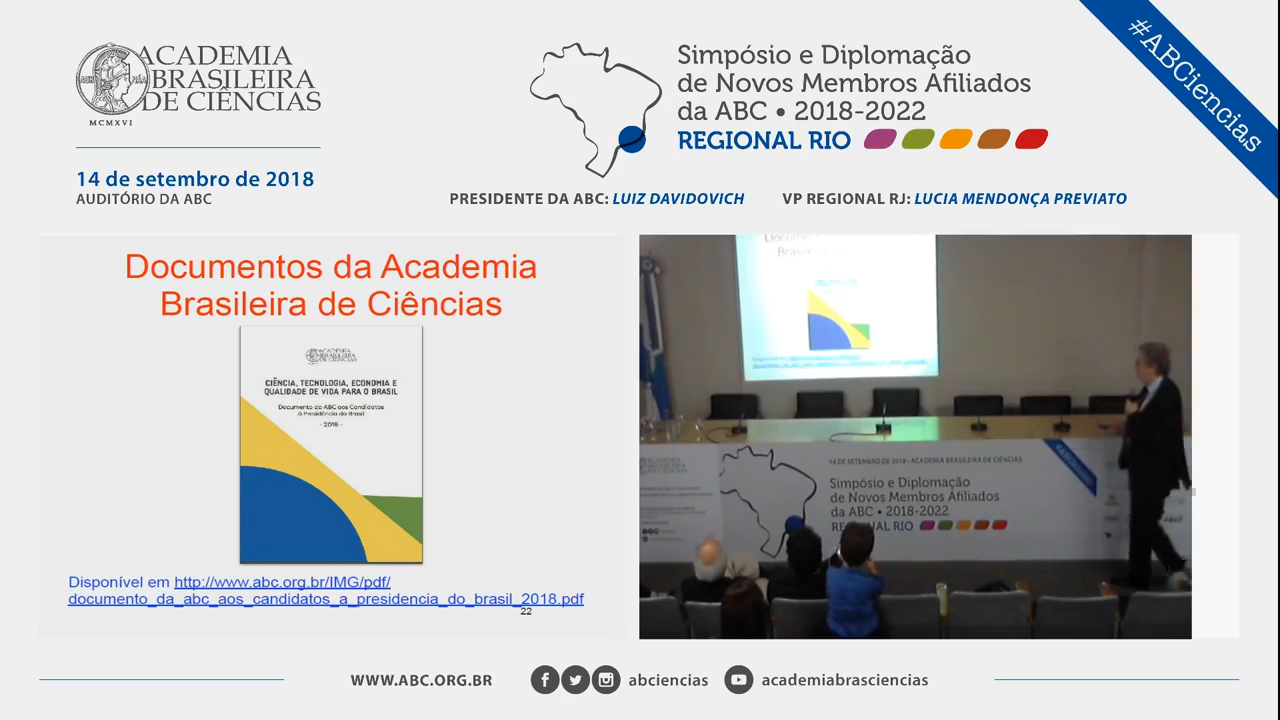 ACADEMIA
BRASILEIRA
DE CIÊNCIAS
MCMXVI
14 de setembro de 2018
AUDITÓRIO DA ABC
Simpósio e Diplomação
de Novos Membros Afiliados
da ABC • 2018-2022
REGIONAL RIO
#ABCiencias
PRESIDENTE DA ABC: LUIZ DAVIDOVICH
VP REGIONAL RJ: LUCIA MENDONÇA PREVIATO
Documentos da Academia
Brasileira de Ciências
ACADEMIA
BRASILEIRA
DE CIÊNCIAS
CIÊNCIA, TECNOLOGIA, ECONOMIA E
QUALIDADE DE VIDA PARA O BRASIL
Documento da ABC aos Candidatos
à Presidência do Brasil
- 2018 -
Disponível em http://www.abc.org.br/IMG/pdf/
documento_da_abc_aos_candidatos_a_presidencia_do_brasil_2018.pdf
22
14 DE SETEMBRO DE 2018 • ACADEMIA BRASILEIRA DE CIÊNCIAS
Simpósio e Diplomação
de Novos Membros Afiliados
da ABC • 2018-2022
RIO
WWW.ABC.ORG.BR
abciencias
academiabrasciencias